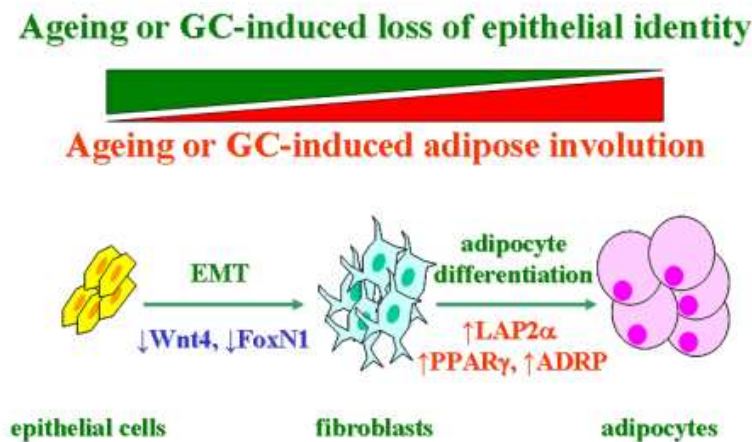 Ageing or GC-induced loss of epithelial identity
Ageing or GC-induced adipose involution
EMT
↓Wnt4, ↓FoxN1
adipocyte
differentiation
↑LAP2α
↑PPARγ, ↑ADRP
epithelial cells
fibroblasts
adipocytes